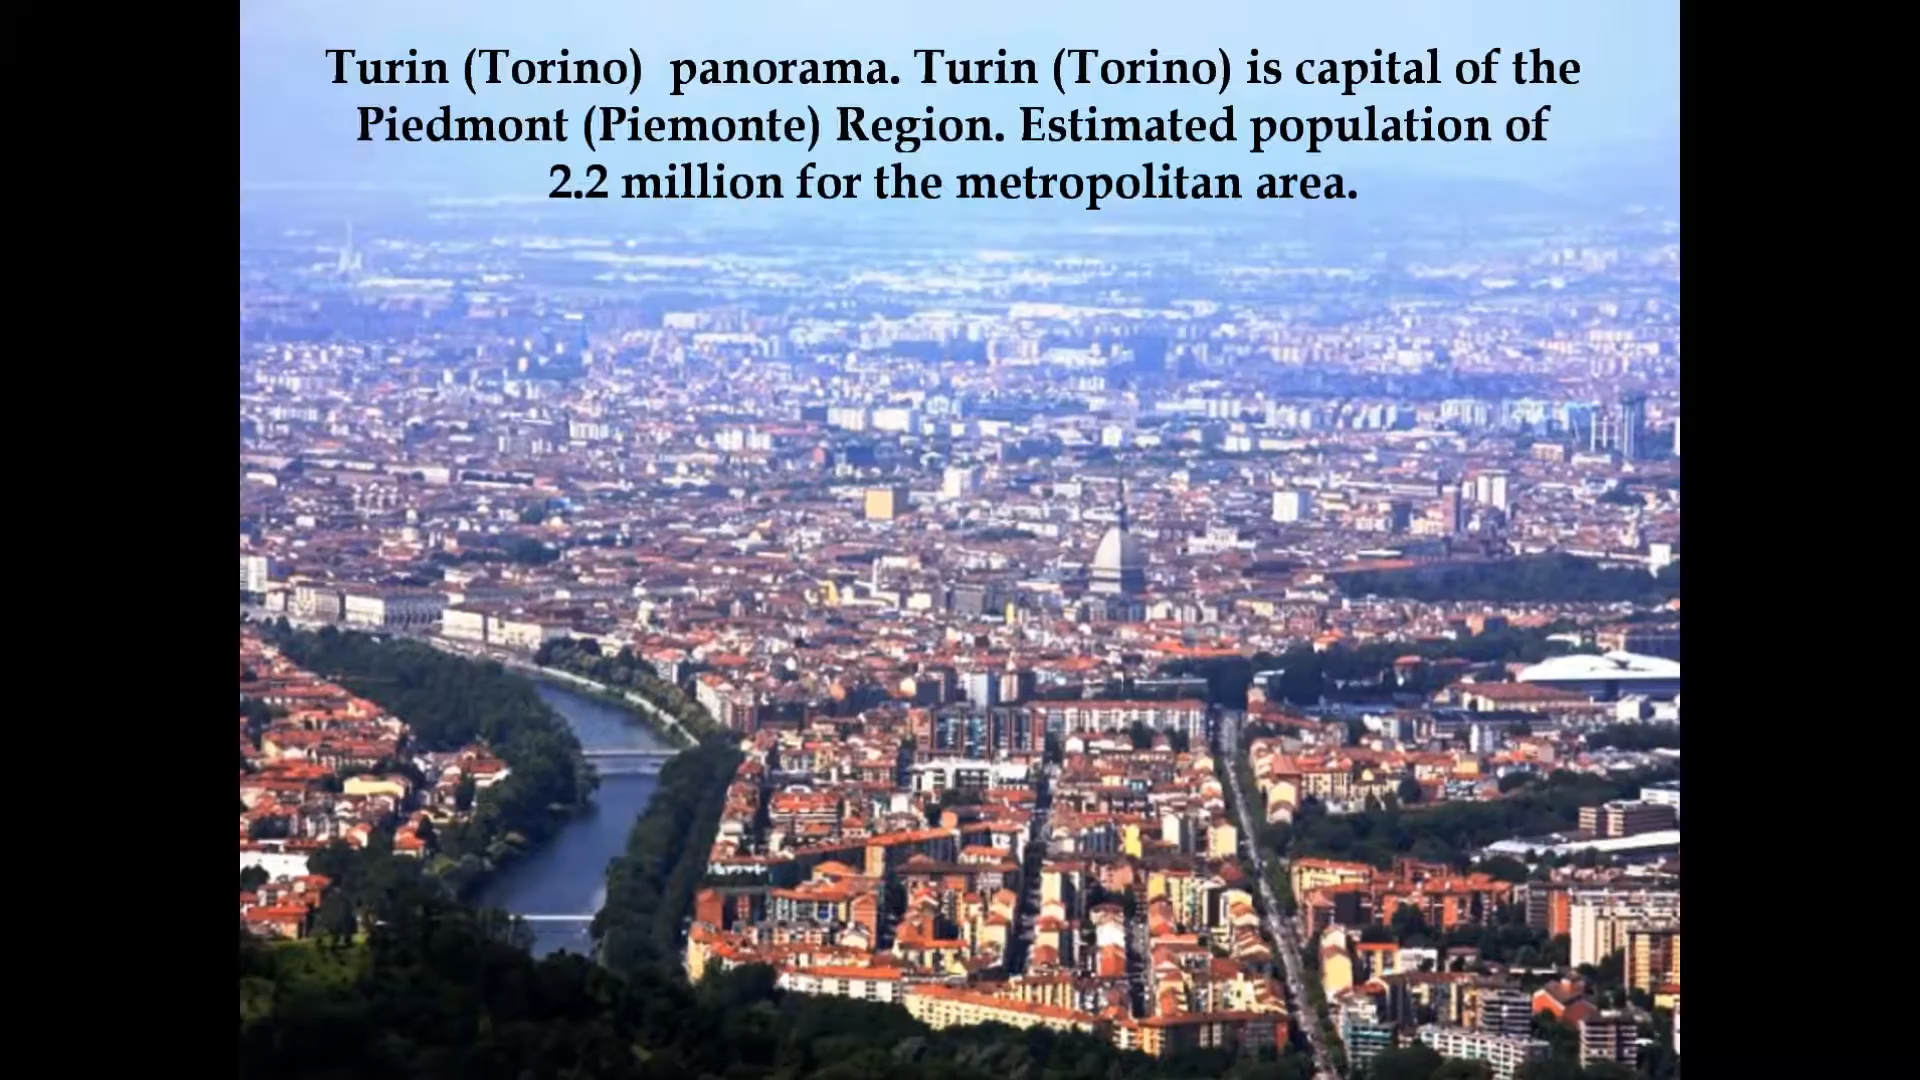 Turin (Torino)  panorama. Turin (Torino) is capital of the
Piedmont (Piemonte) Region. Estimated population of
2.2 million for the metropolitan area.